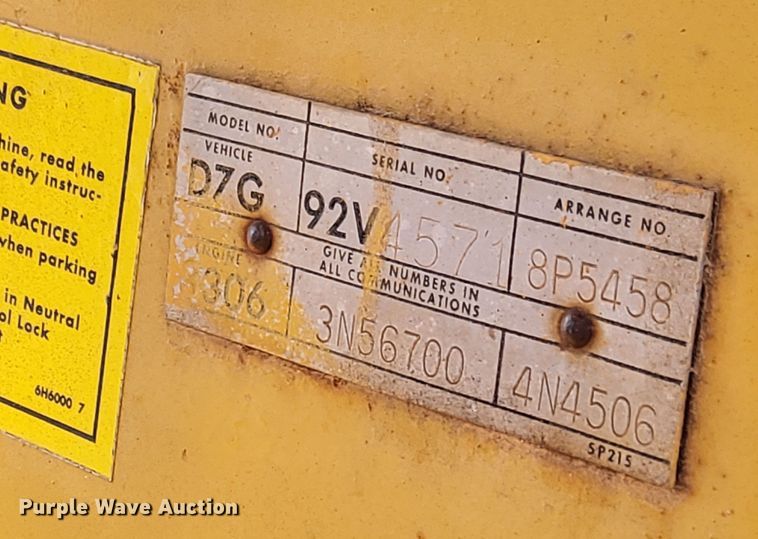 NG
hine, read the
afety instruc-
PRACTICES
when parking
in Neutral
ol Lock
t
6H6000 7
MODEL NO. SERIAL NO. ARRANGE NO.
VEHICLE
D7G 92V4571 8P5458
GIVE ALL NUMBERS IN
ALL COMMUNICATIONS
ENGINE
3306 3N56700 4N4506
SP215
Purple Wave Auction